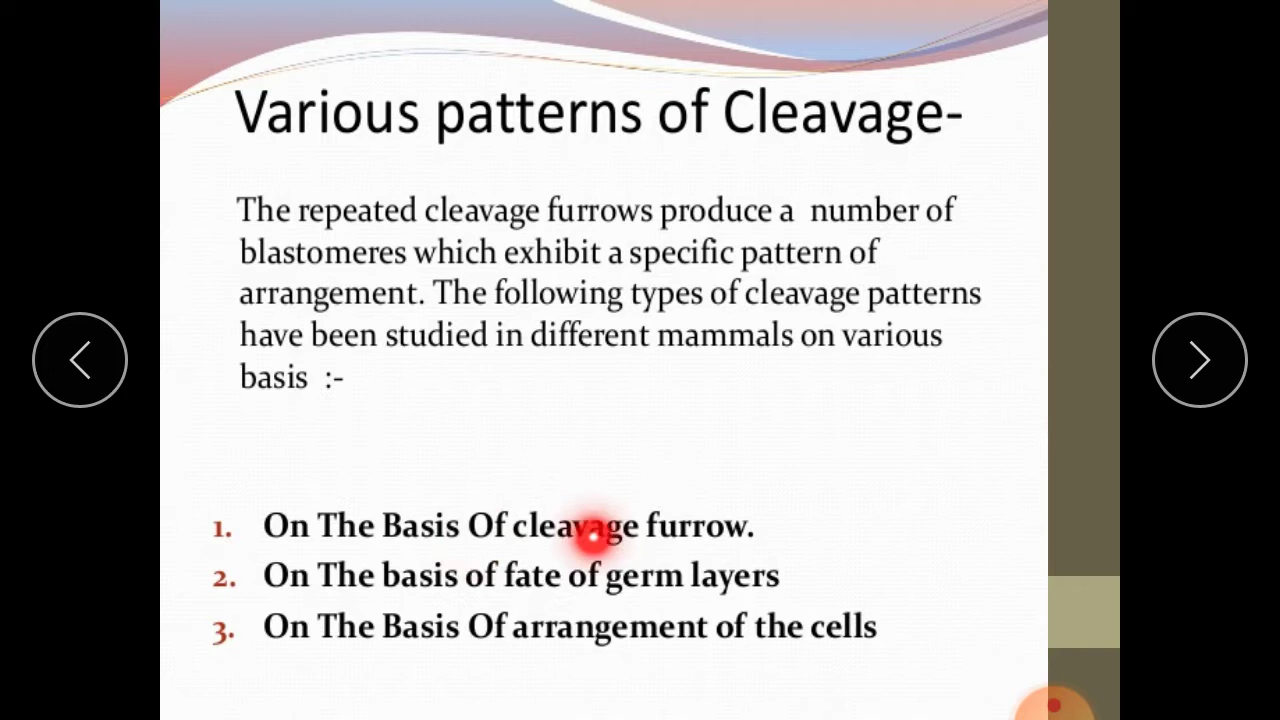 Various patterns of Cleavage-
The repeated cleavage furrows produce a number of
blastomeres which exhibit a specific pattern of
arrangement. The following types of cleavage patterns
have been studied in different mammals on various
basis :-
1. On The Basis Of cleavage furrow.
2. On The basis of fate of germ layers
3. On The Basis Of arrangement of the cells